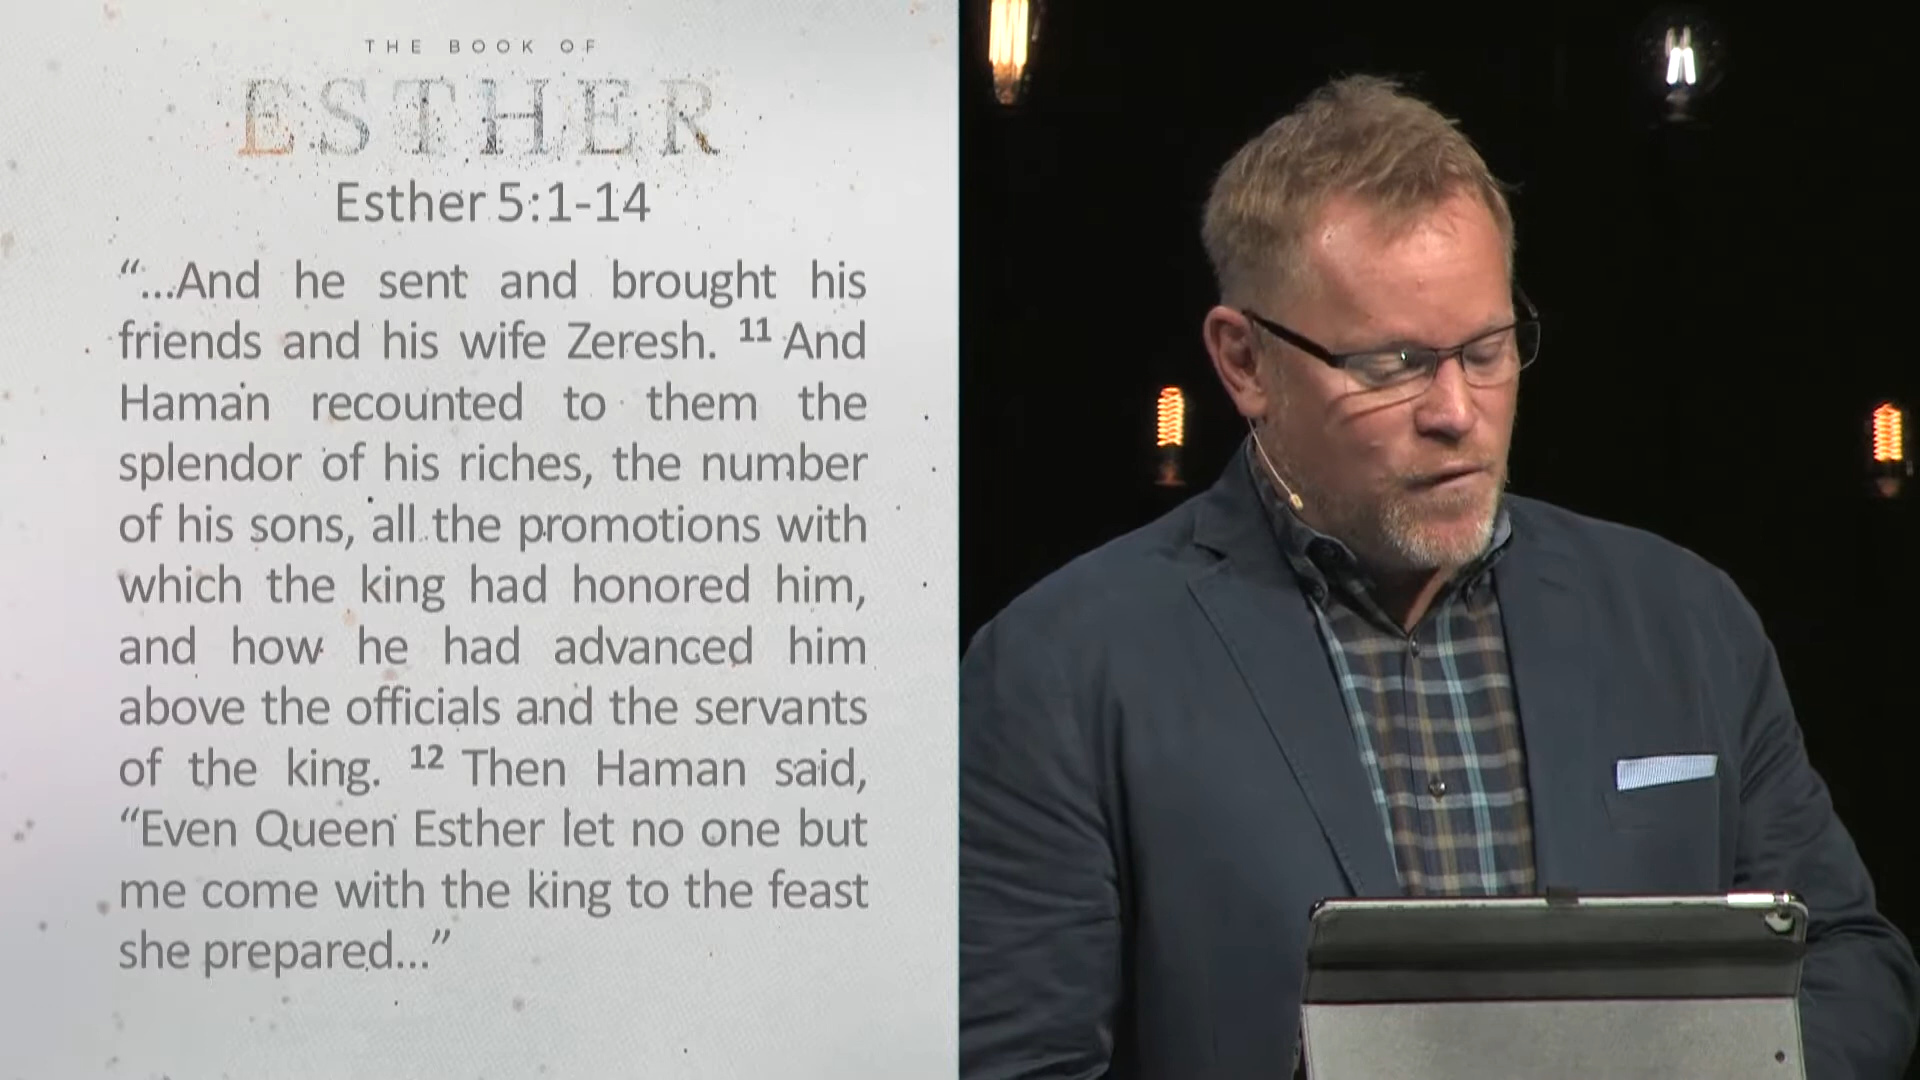 THE BOOK OF
ESTHER
Esther 5:1-14
“...And he sent and brought his
friends and his wife Zeresh. 11 And
Haman recounted to them the
splendor of his riches, the number
of his sons, all the promotions with
which the king had honored him,
and how he had advanced him
above the officials and the servants
of the king. 12 Then Haman said,
“Even Queen Esther let no one but
me come with the king to the feast
she prepared...”